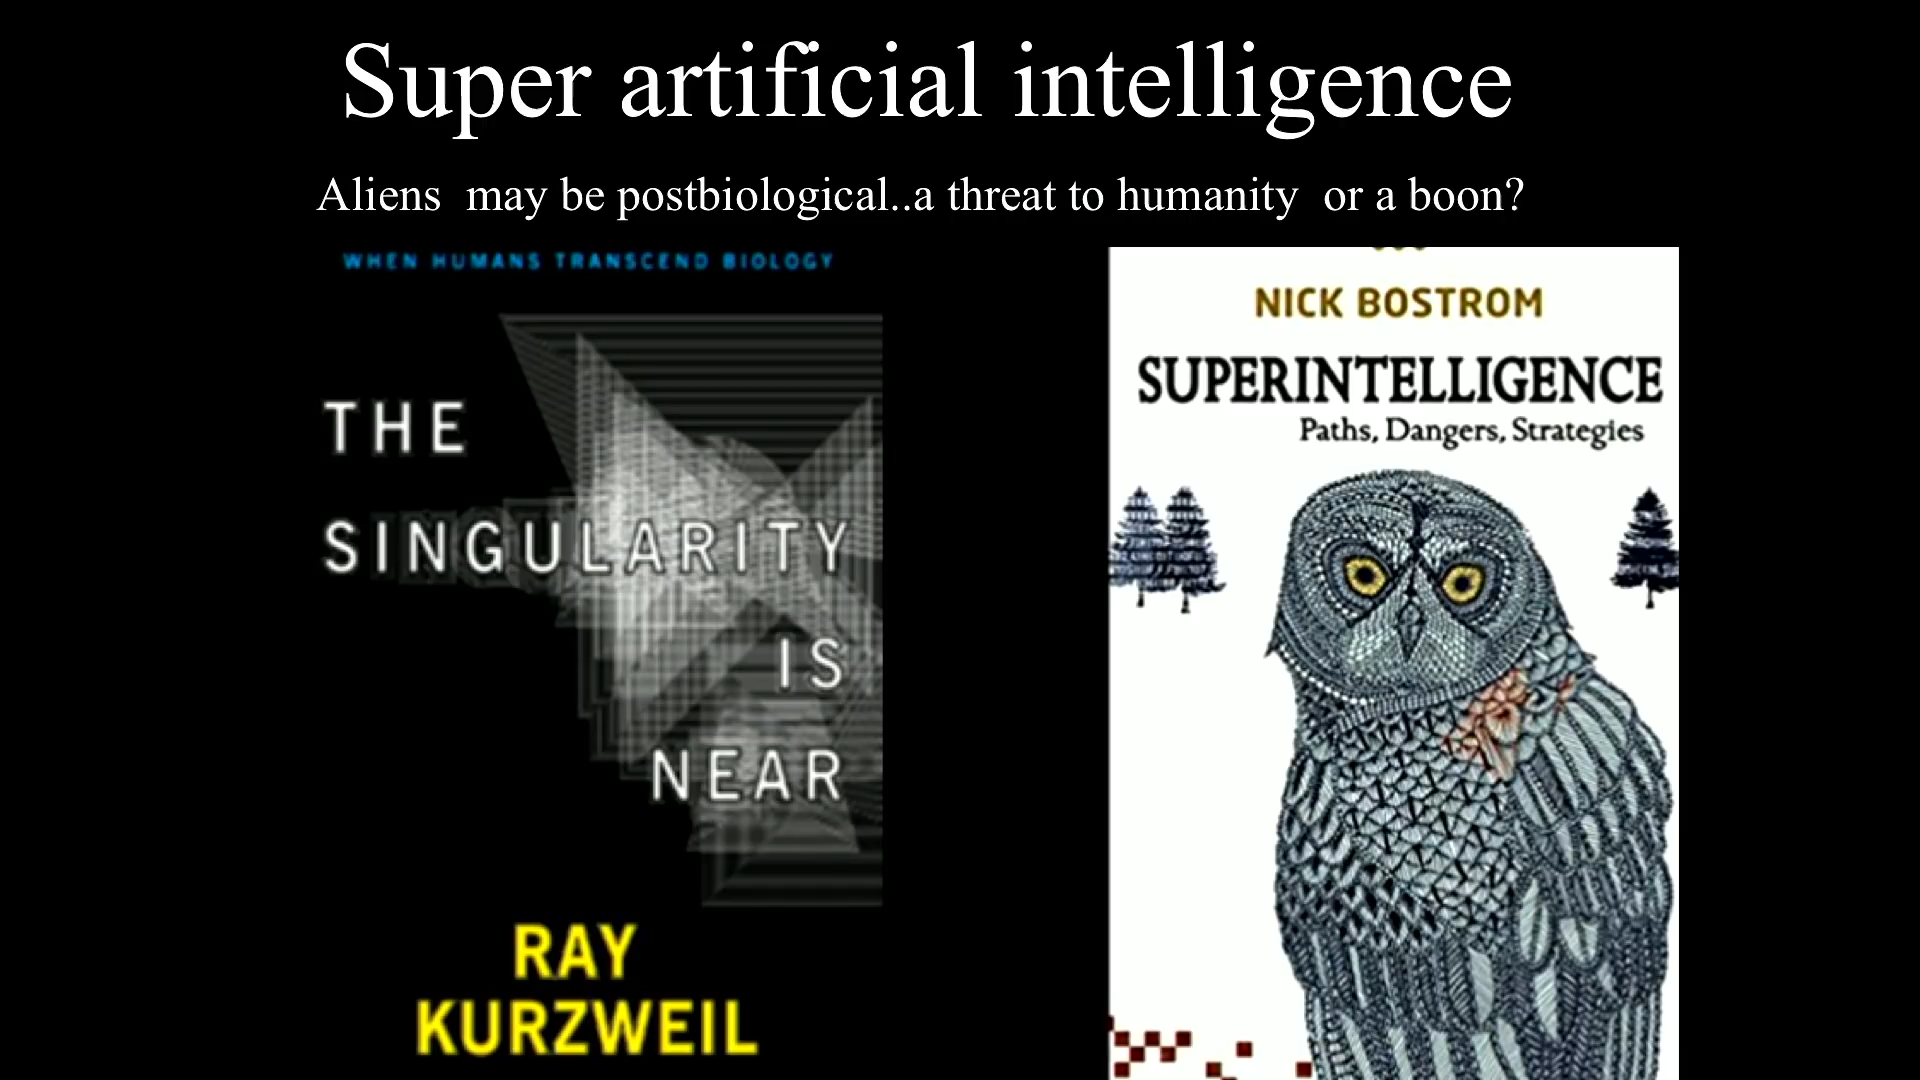 Super artificial intelligence
Aliens  may be postbiological..a threat to humanity  or a boon?
WHEN HUMANS TRANSCEND BIOLOGY
THE
SINGULARITY
IS
NEAR
RAY
KURZWEIL
NICK BOSTROM
SUPERINTELLIGENCE
Paths, Dangers, Strategies